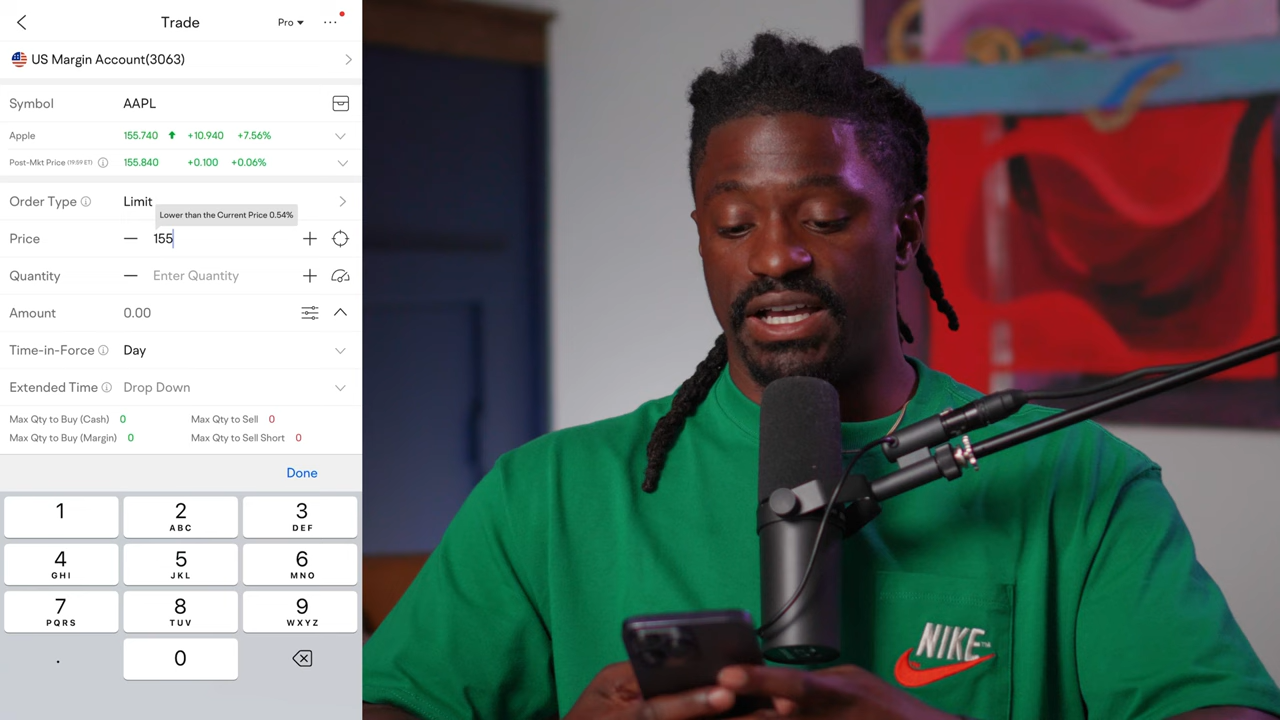 Trade
Pro
US Margin Account(3063)
Symbol AAPL
Apple 155.740 +10.940 +7.56%
Post-Mkt Price (19:59 ET) 155.840 +0.100 +0.06%
Order Type Limit
Lower than the Current Price 0.54%
Price 155
Quantity Enter Quantity
Amount 0.00
Time-in-Force Day
Extended Time Drop Down
Max Qty to Buy (Cash) 0 Max Qty to Sell 0
Max Qty to Buy (Margin) 0 Max Qty to Sell Short 0
Done
1 2 3
ABC DEF
4 5 6
GHI JKL MNO
7 8 9
PQRS TUV WXYZ
. 0
NIKE™